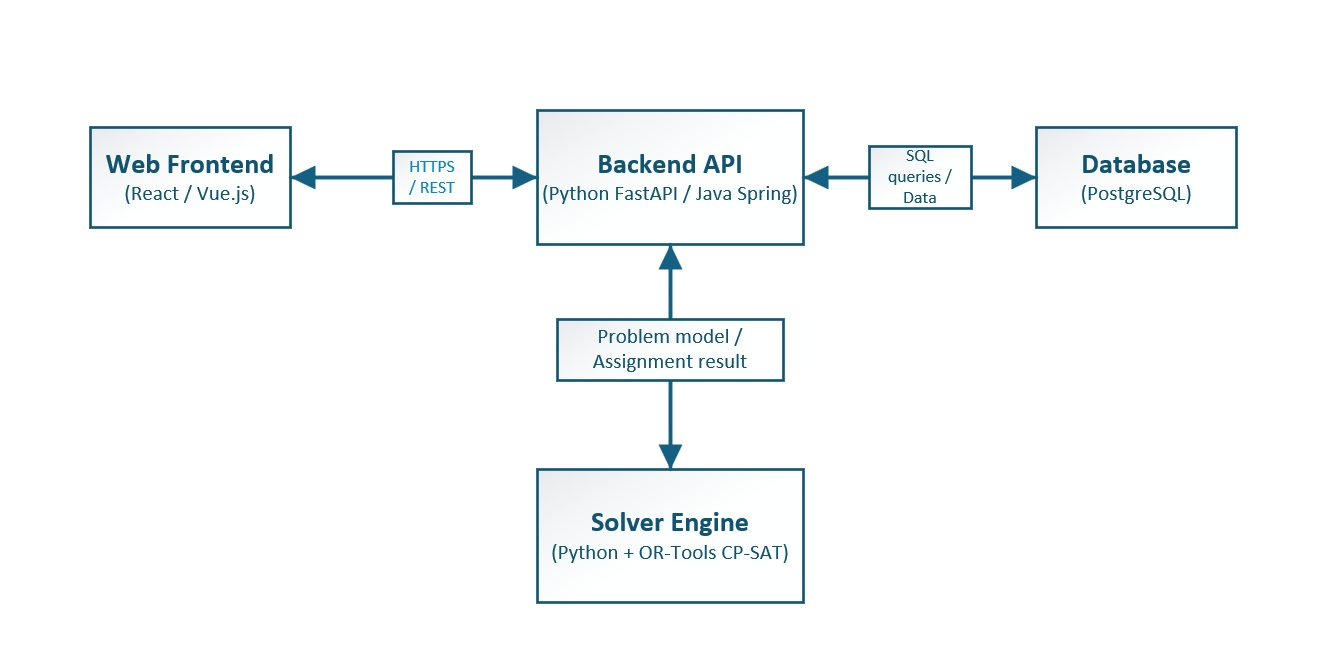 Web Frontend
(React / Vue.js)
HTTPS
/ REST
Backend API
(Python FastAPI / Java Spring)
SQL
queries /
Data
Database
(PostgreSQL)
Problem model /
Assignment result
Solver Engine
(Python + OR-Tools CP-SAT)